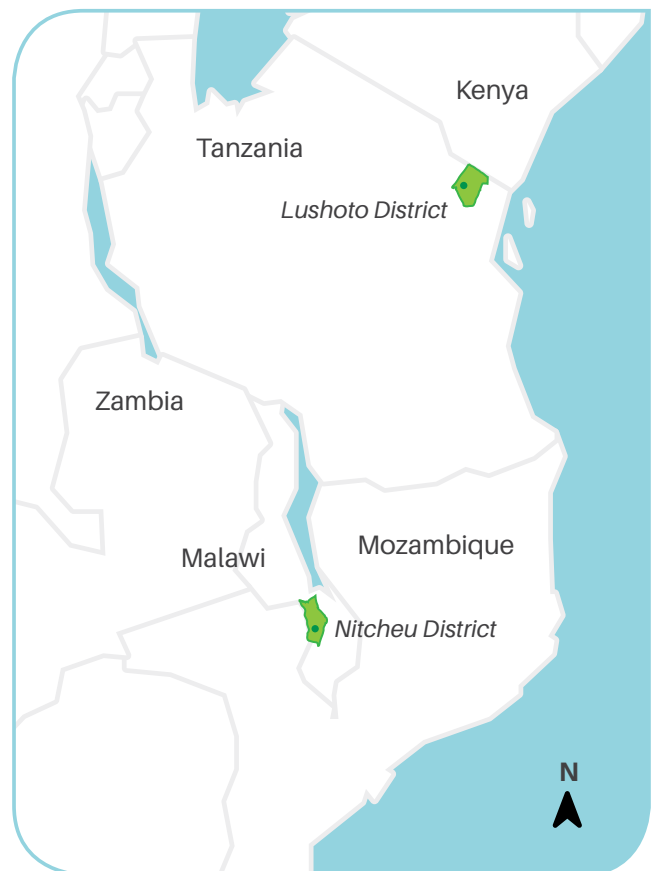 Kenya
Tanzania
Lushoto District
Zambia
Mozambique
Malawi
Nitcheu District
N